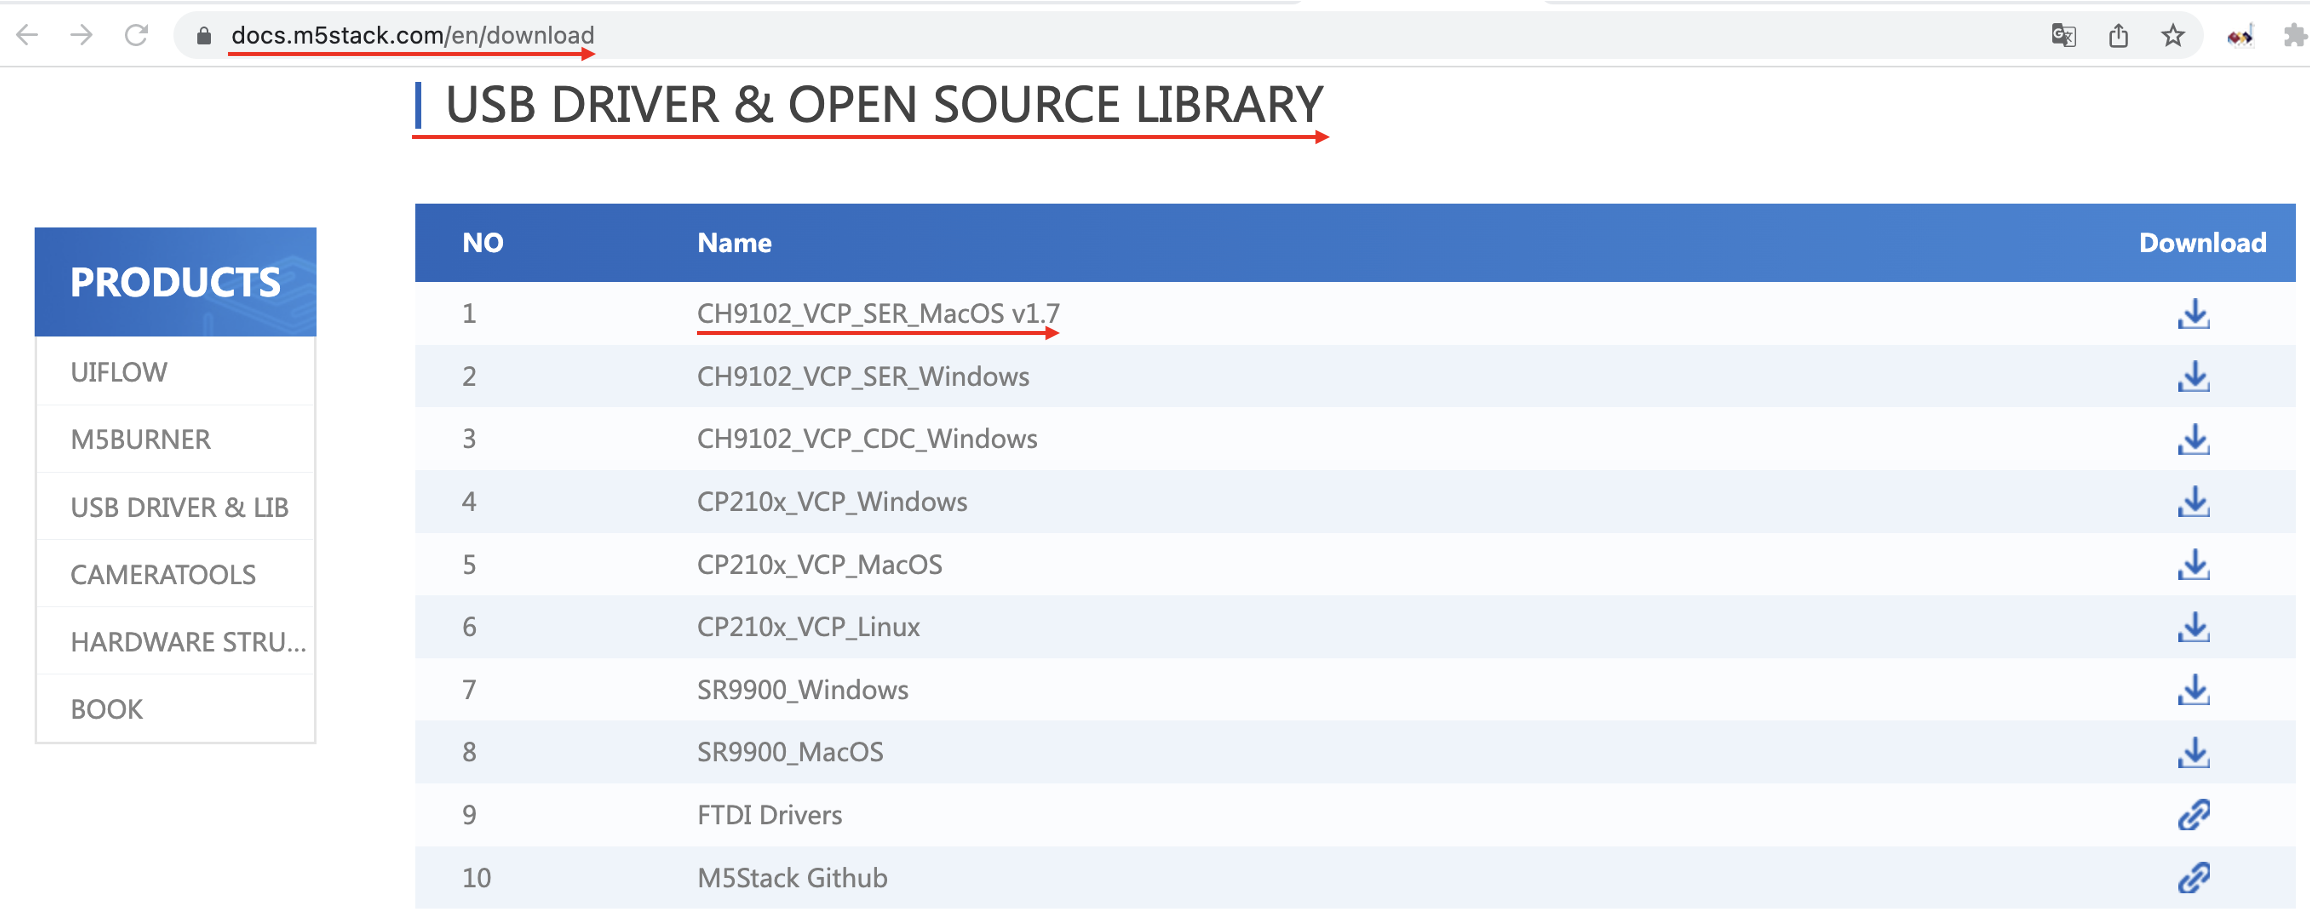 docs.m5stack.com/en/download
USB DRIVER & OPEN SOURCE LIBRARY
PRODUCTS
UIFLOW
M5BURNER
USB DRIVER & LIB
CAMERATOOLS
HARDWARE STRU...
BOOK
NO Name Download
1 CH9102_VCP_SER_MacOS v1.7
2 CH9102_VCP_SER_Windows
3 CH9102_VCP_CDC_Windows
4 CP210x_VCP_Windows
5 CP210x_VCP_MacOS
6 CP210x_VCP_Linux
7 SR9900_Windows
8 SR9900_MacOS
9 FTDI Drivers
10 M5Stack Github